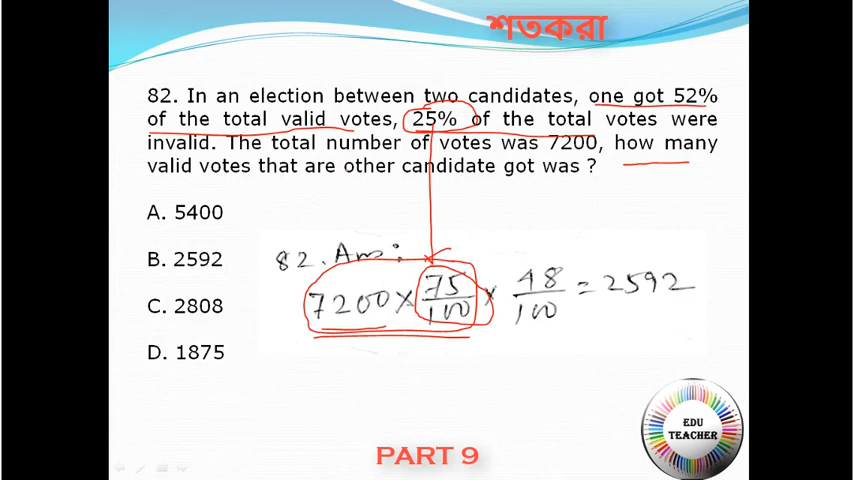 শতকরা
82. In an election between two candidates, one got 52%
of the total valid votes, 25% of the total votes were
invalid. The total number of votes was 7200, how many
valid votes that are other candidate got was ?
A. 5400
B. 2592
C. 2808
D. 1875
82. Ans:
7200 × 75/100 × 48/100 = 2592
EDU
TEACHER
PART 9